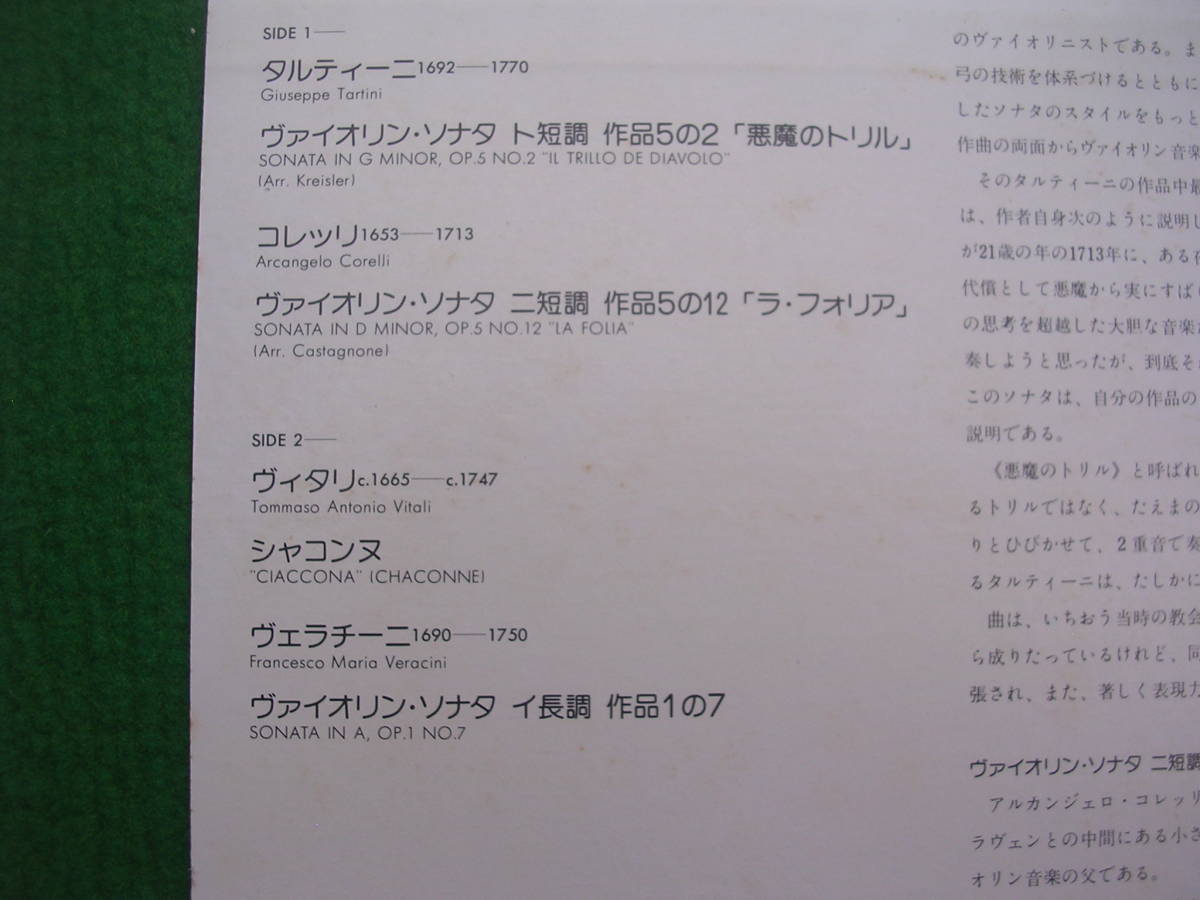 SIDE 1——
タルティーニ1692——1770
Giuseppe Tartini
ヴァイオリン・ソナタ ト短調 作品5の2「悪魔のトリル」
SONATA IN G MINOR, OP.5 NO.2 "IL TRILLO DE DIAVOLO"
(Arr. Kreisler)
コレッリ1653——1713
Arcangelo Corelli
ヴァイオリン・ソナタ ニ短調 作品5の12「ラ・フォリア」
SONATA IN D MINOR, OP.5 NO.12 "LA FOLIA"
(Arr. Castagnone)
SIDE 2——
ヴィタリc.1665——c.1747
Tommaso Antonio Vitali
シャコンヌ
"CIACCONA" (CHACONNE)
ヴェラチーニ1690——1750
Francesco Maria Veracini
ヴァイオリン・ソナタ イ長調 作品1の7
SONATA IN A, OP.1 NO.7
のヴァイオリニストである。ま
弓の技術を体系づけるとともに
したソナタのスタイルをもっと
作曲の両面からヴァイオリン音楽
そのタルティーニの作品中最
は、作者自身次のように説明し
が21歳の年の1713年に、ある夜
代償として悪魔から実にすば
の思考を超越した大胆な音楽
奏しようと思ったが、到底そ
このソナタは、自分の作品の
説明である。
《悪魔のトリル》と呼ばれ
るトリルではなく、だえまの
りとひびかせて、2重音で奏
るタルティーニは、たしかに
曲は、いちおう当時の教会
ら成りたっているけれど、同
張され、また、著しく表現力
ヴァイオリン・ソナタ ニ短調
アルカンジェロ・コレッリ
ラヴェンとの中間にある小さ
オリン音楽の父である。